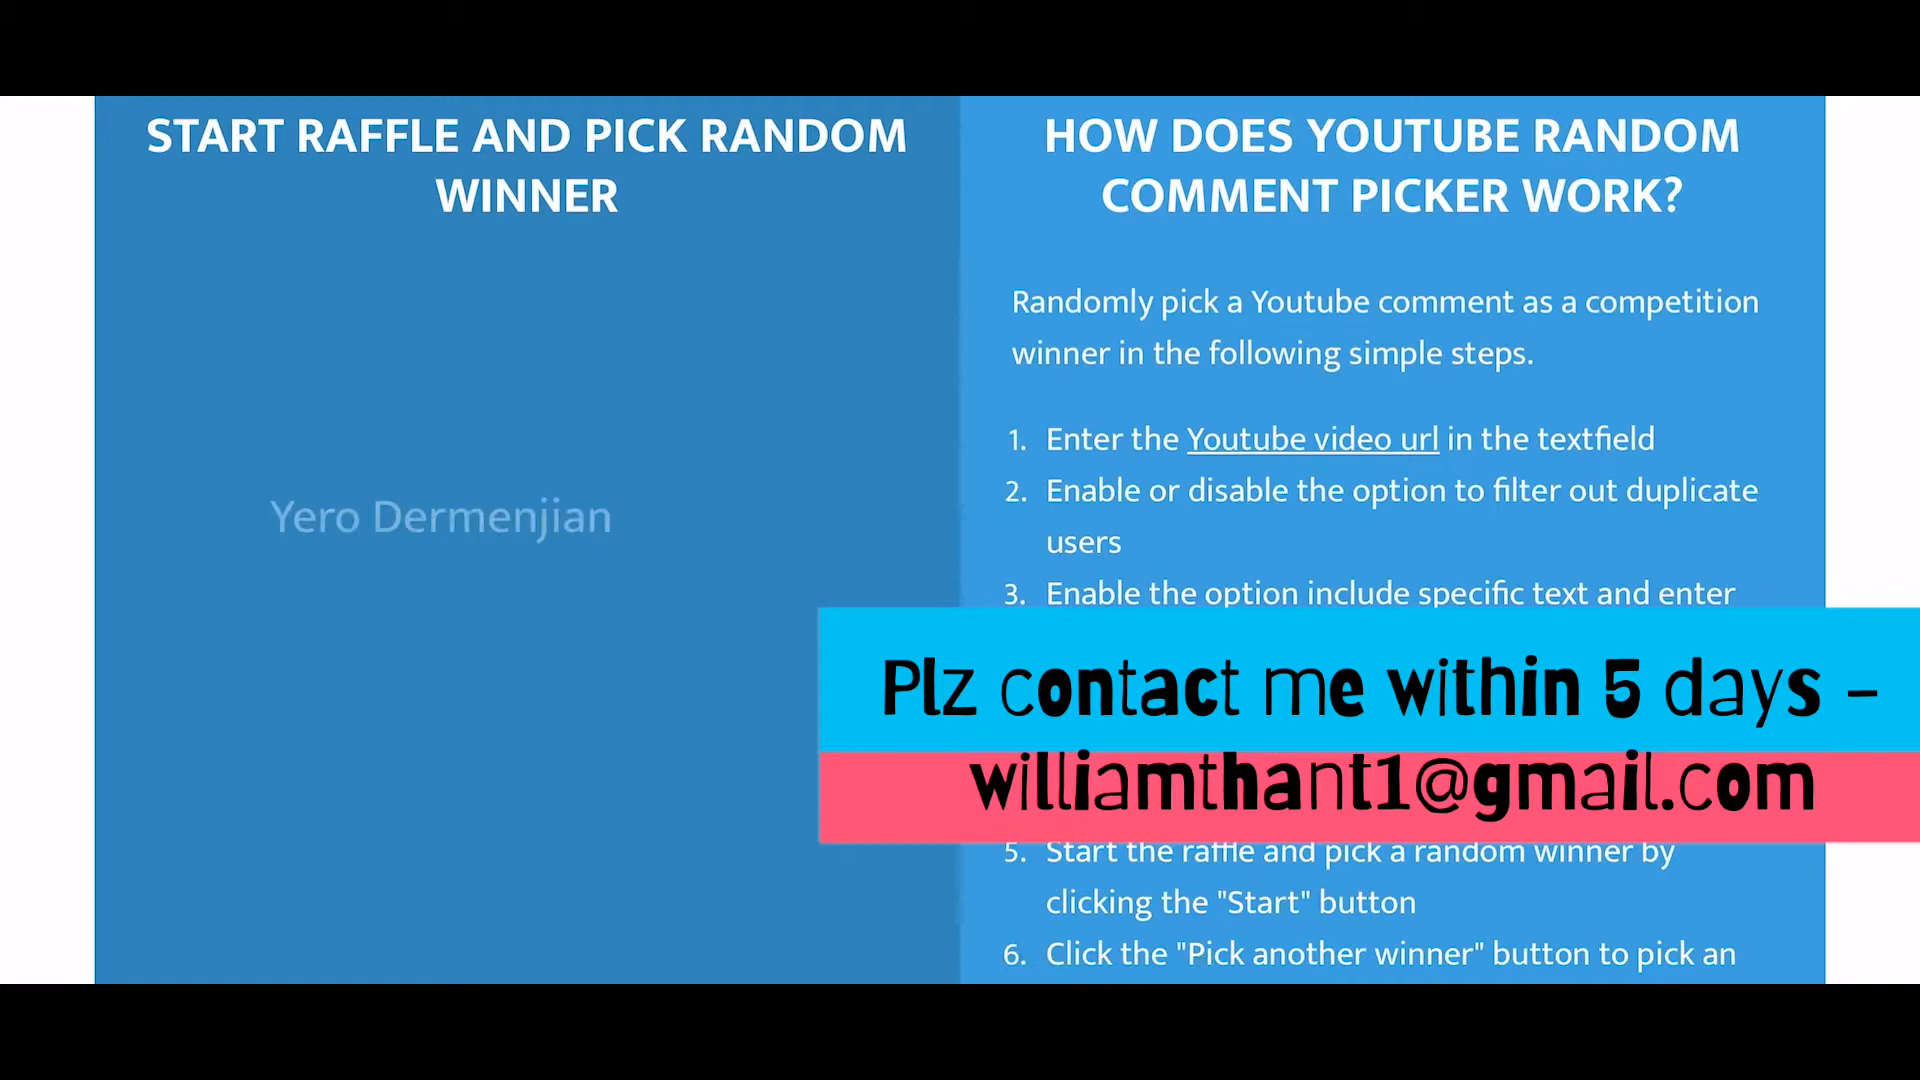 START RAFFLE AND PICK RANDOM
WINNER
Yero Dermenjian
HOW DOES YOUTUBE RANDOM
COMMENT PICKER WORK?
Randomly pick a Youtube comment as a competition
winner in the following simple steps.
1. Enter the Youtube video url in the textfield
2. Enable or disable the option to filter out duplicate
users
3. Enable the option include specific text and enter
Plz contact me within 5 days -
williamthant1@gmail.com
5. Start the raffle and pick a random winner by
clicking the "Start" button
6. Click the "Pick another winner" button to pick an